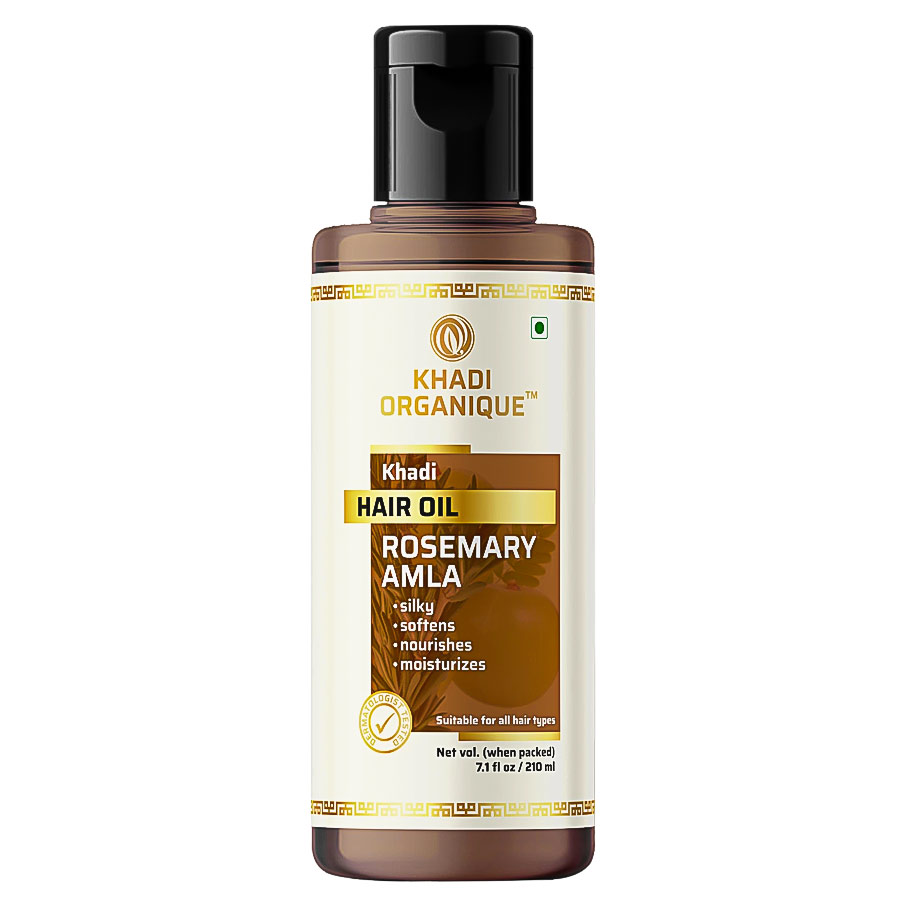 KHADI
ORGANIQUE™
Khadi
HAIR OIL
ROSEMARY
AMLA
•silky
•softens
•nourishes
•moisturizes
DERMATOLOGIST TESTED
Suitable for all hair types
Net vol. (when packed)
7.1 fl oz / 210 ml